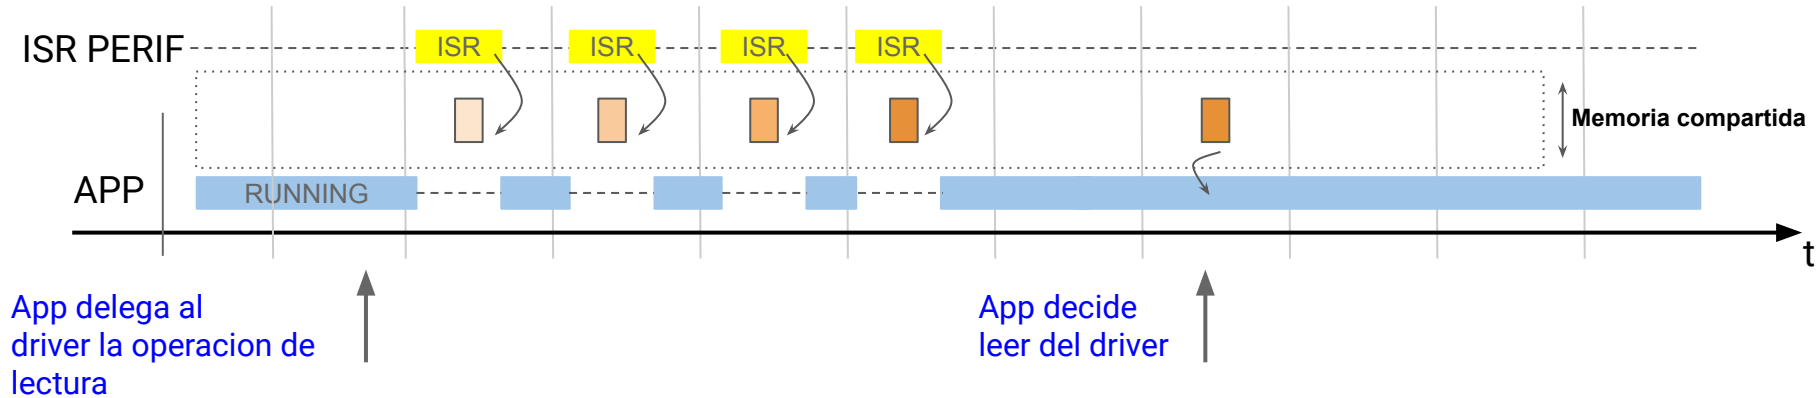 ISR PERIF
ISR
ISR
ISR
ISR
Memoria compartida
APP
RUNNING
t
App delega al
driver la operacion de
lectura
App decide
leer del driver